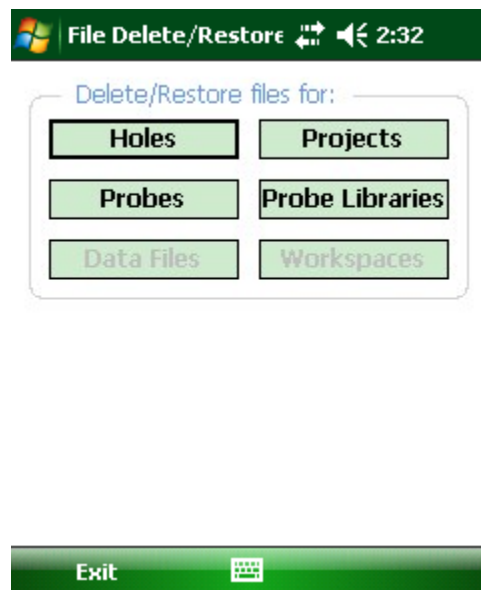 File Delete/Restore 2:32
Delete/Restore files for:
Holes Projects
Probes Probe Libraries
Data Files Workspaces
Exit